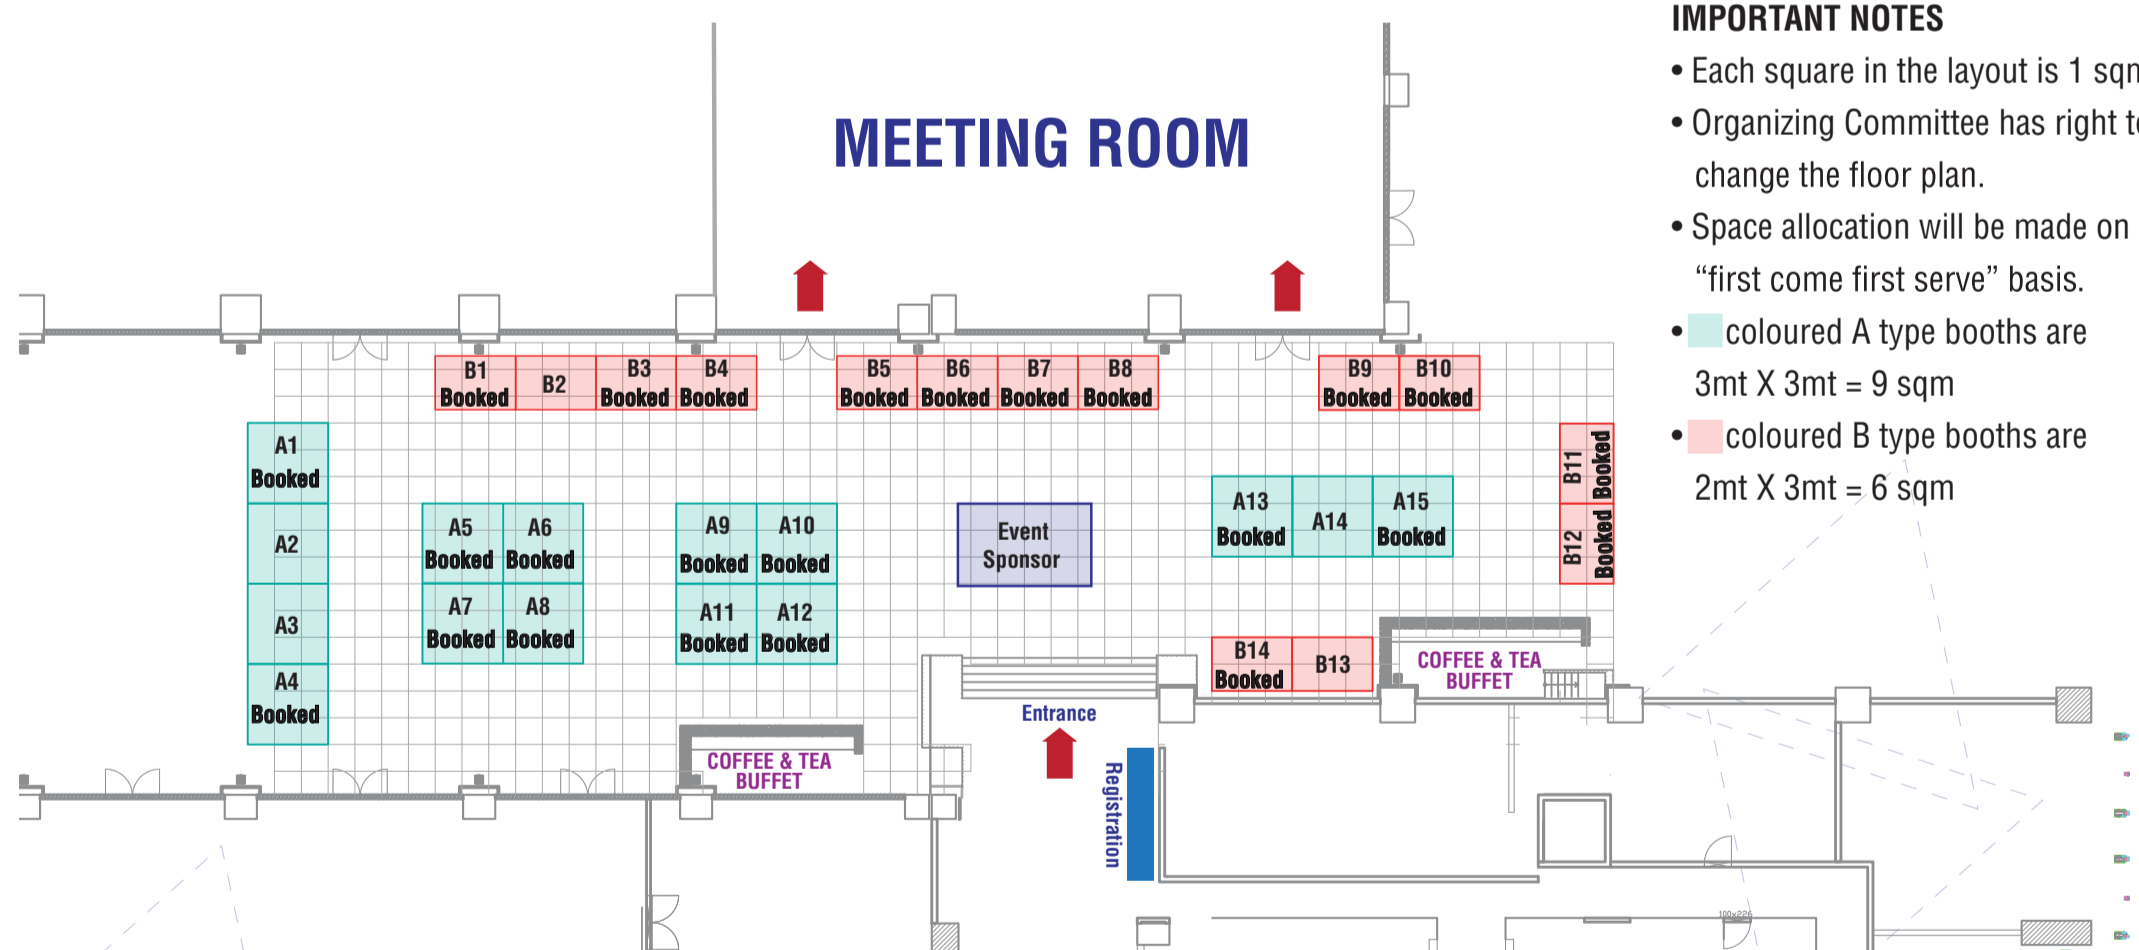 IMPORTANT NOTES
• Each square in the layout is 1
• Organizing Committee has right
change the floor plan.
• Space allocation will be made on
“first come first serve” basis.
• coloured A type booths are
3mt X 3mt = 9 sqm
• coloured B type booths are
2mt X 3mt = 6 sqm
MEETING ROOM
B1
Booked
B2
B3
Booked
B4
Booked
B5
Booked
B6
Booked
B7
Booked
B8
Booked
B9
Booked
B10
Booked
B11
Booked
B12
Booked
A1
Booked
A2
A3
A4
Booked
A5
Booked
A6
Booked
A7
Booked
A8
Booked
A9
Booked
A10
Booked
A11
Booked
A12
Booked
Event
Sponsor
A13
Booked
A14
A15
Booked
B14
Booked
B13
COFFEE & TEA
BUFFET
Entrance
COFFEE & TEA
BUFFET
Registration
100x226